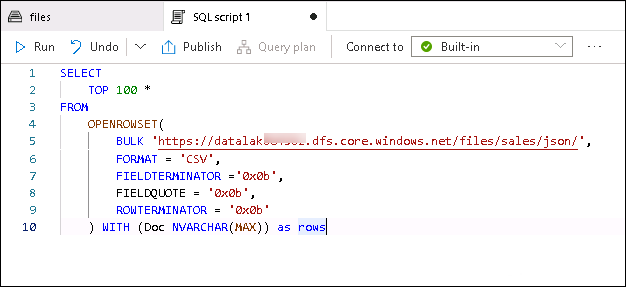 files
SQL script 1
Run
Undo
Publish
Query plan
Connect to
Built-in
1 SELECT
2 TOP 100 *
3 FROM
4 OPENROWSET(
5 BULK 'https:// .dfs.core.windows.net/files/sales/json/',
6 FORMAT = 'CSV',
7 FIELDTERMINATOR ='0x0b',
8 FIELDQUOTE = '0x0b',
9 ROWTERMINATOR = '0x0b'
10 ) WITH (Doc NVARCHAR(MAX)) as rows